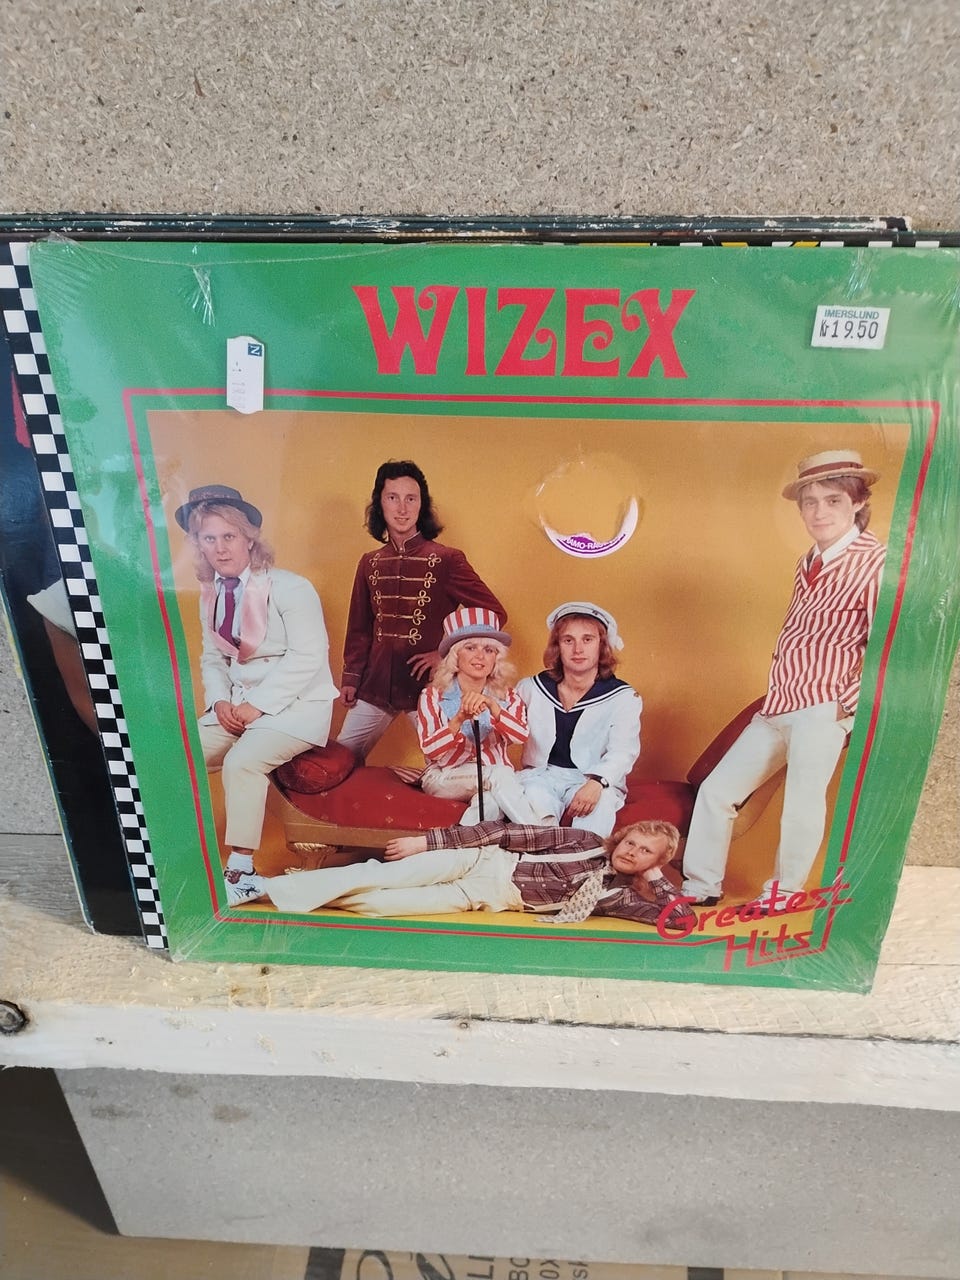 WIZEX
IMERSLUND
Kr 19.50
N
Greatest
Hits